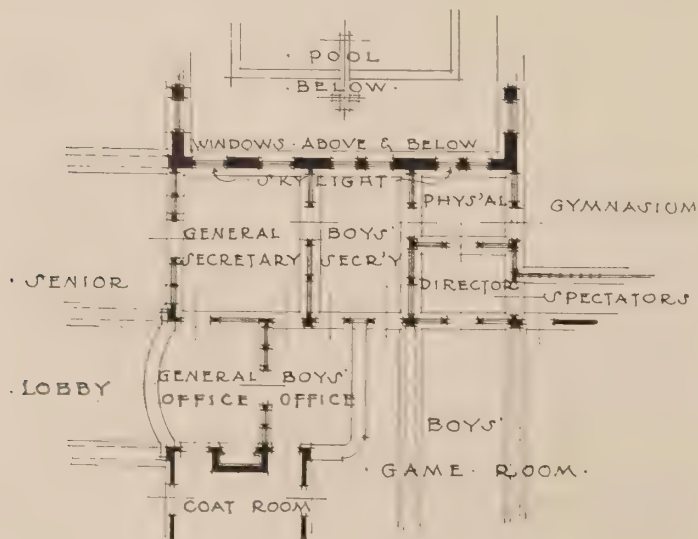 · POOL
BELOW ·
WINDOWS · ABOVE & BELOW
SKY LIGHT
PHYS'AL
GYMNASIUM
GENERAL
SECRETARY
BOYS'
SECR'Y
· SENIOR
DIRECTOR
SPECTATORS
· LOBBY
GENERAL
OFFICE
BOYS'
OFFICE
BOYS'
· GAME · ROOM ·
COAT ROOM